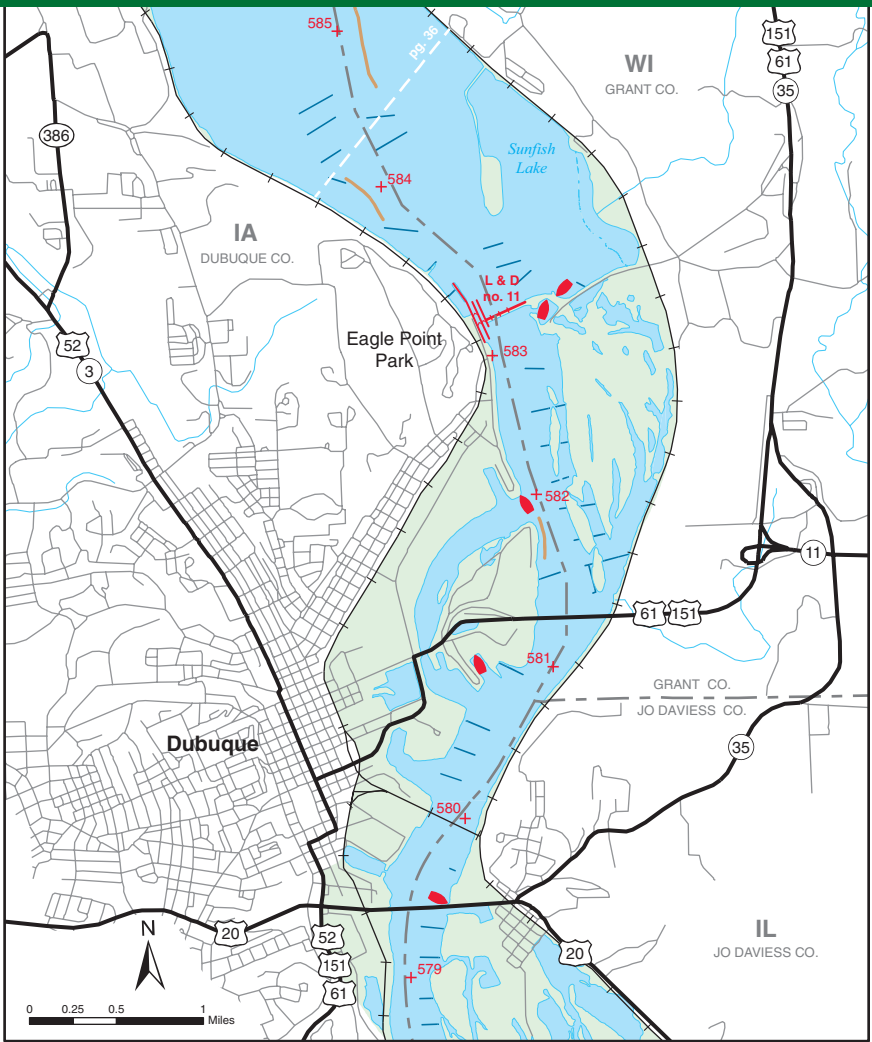 585
pg. 36
WI
GRANT CO.
151
61
35
386
Sunfish
Lake
584
IA
DUBUQUE CO.
L & D
no. 11
52
3
Eagle Point
Park
583
582
11
61
151
581
GRANT CO.
JO DAVIESS CO.
Dubuque
35
580
N
20
52
151
61
20
IL
JO DAVIESS CO.
579
0
0.25
0.5
1
Miles